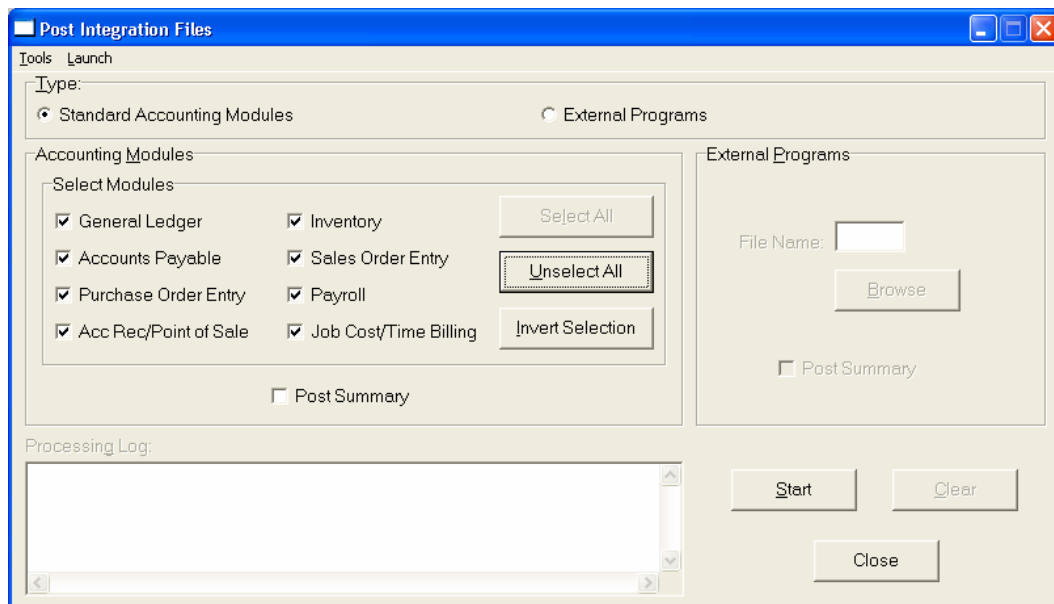 Post Integration Files
Tools Launch
Type:
Standard Accounting Modules External Programs
Accounting Modules
Select Modules
General Ledger Inventory Select All
Accounts Payable Sales Order Entry Unselect All
Purchase Order Entry Payroll
Acc Rec/Point of Sale Job Cost/Time Billing Invert Selection
Post Summary
External Programs
File Name:
Browse
Post Summary
Processing Log:
Start Clear
Close